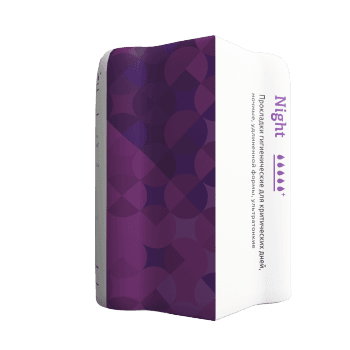 Night
Прокладки гигиенические для критических дней,
ночные, удлиненной формы, ультратонкие